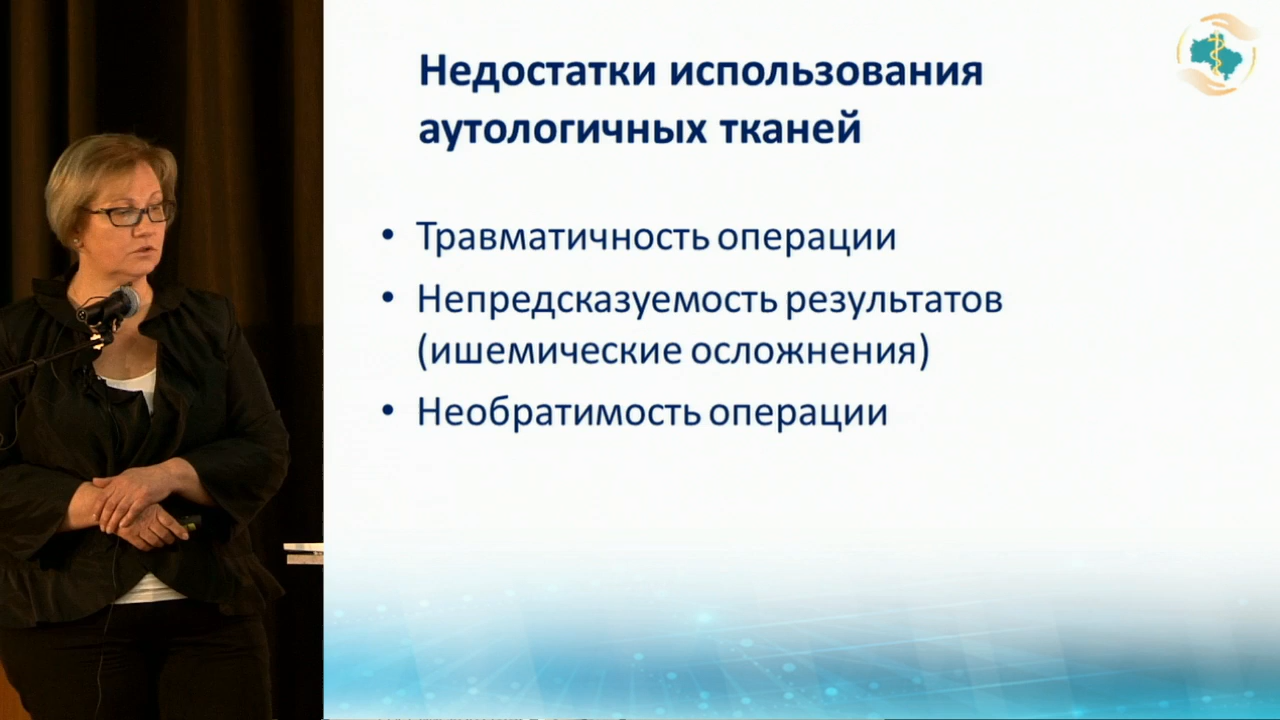 Недостатки использования
аутологичных тканей
• Травматичность операции
• Непредсказуемость результатов
(ишемические осложнения)
• Необратимость операции